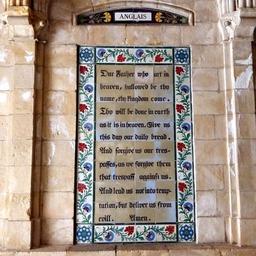 ANGLAIS
Our Father who art in
heaven, hallowed be thy
name, thy kingdom come.
Thy will be done in earth
as it is in heaven. Give us
this day our daily bread.
And forgive us our tres-
passes, as we forgive them
that trespass against us.
And lead us not into temp-
tation, but deliver us from
evill. Amen.